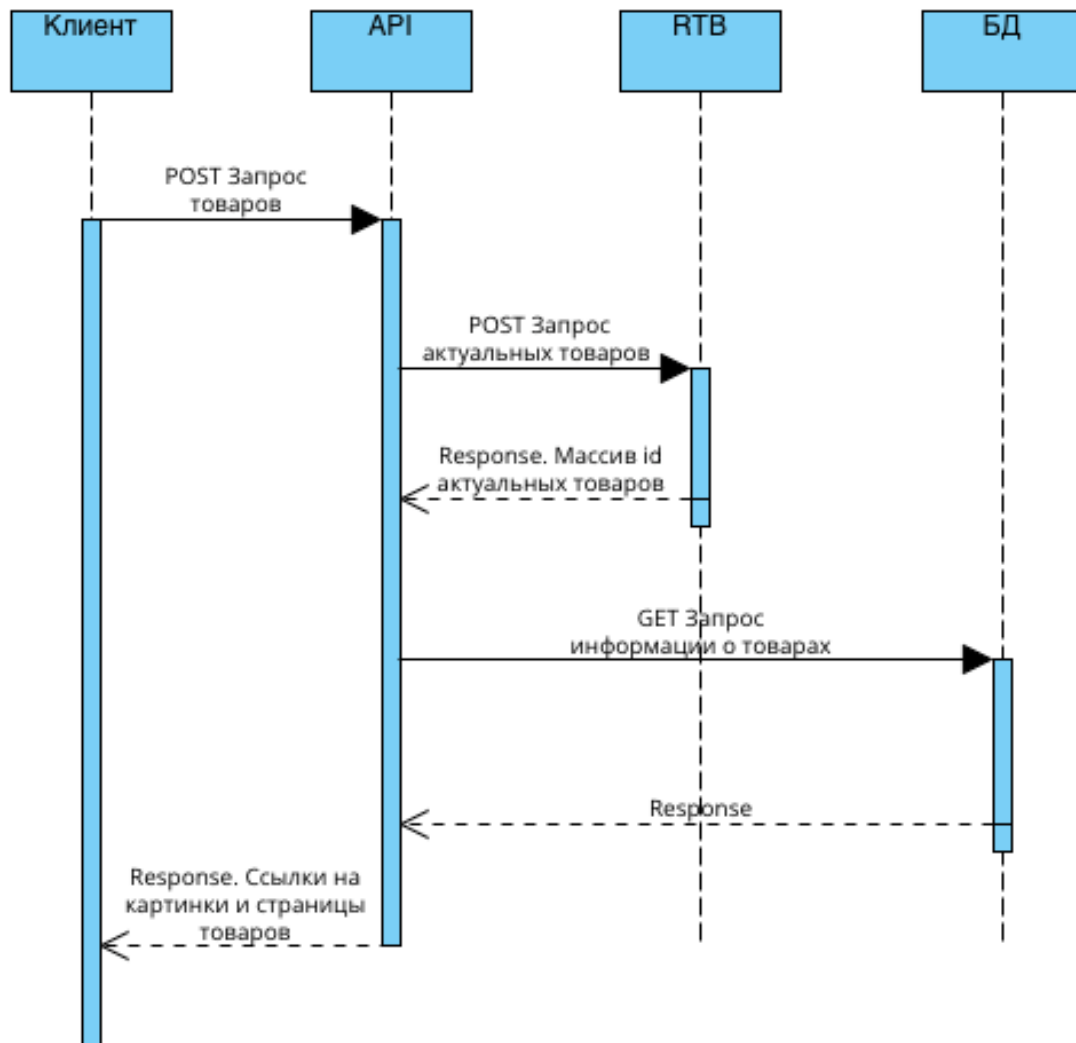 Клиент
API
RTB
БД
POST Запрос
товаров
POST Запрос
актуальных товаров
Response. Массив id
актуальных товаров
GET Запрос
информации о товарах
Response
Response. Ссылки на
картинки и страницы
товаров